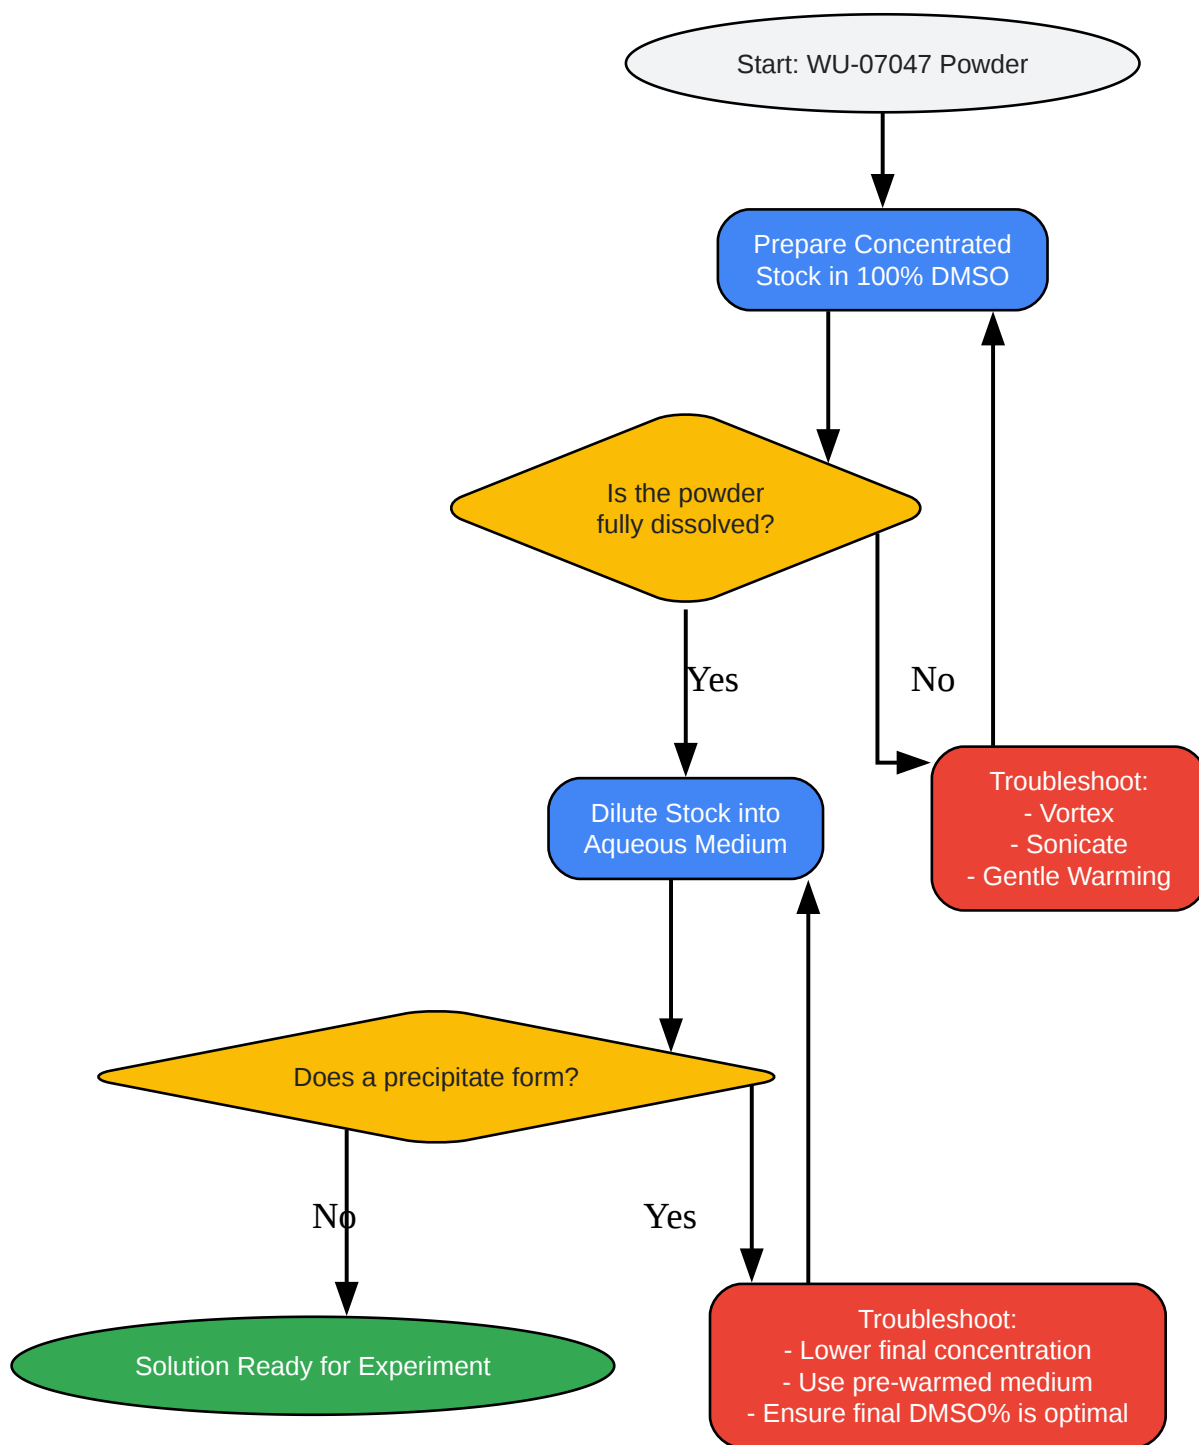 Start: WU-07047 Powder
Prepare Concentrated
Stock in 100% DMSO
Is the powder
fully dissolved?
Yes
No
Dilute Stock into
Aqueous Medium
Troubleshoot:
- Vortex
- Sonicate
- Gentle Warming
Does a precipitate form?
No
Yes
Solution Ready for Experiment
Troubleshoot:
- Lower final concentration
- Use pre-warmed medium
- Ensure final DMSO% is optimal